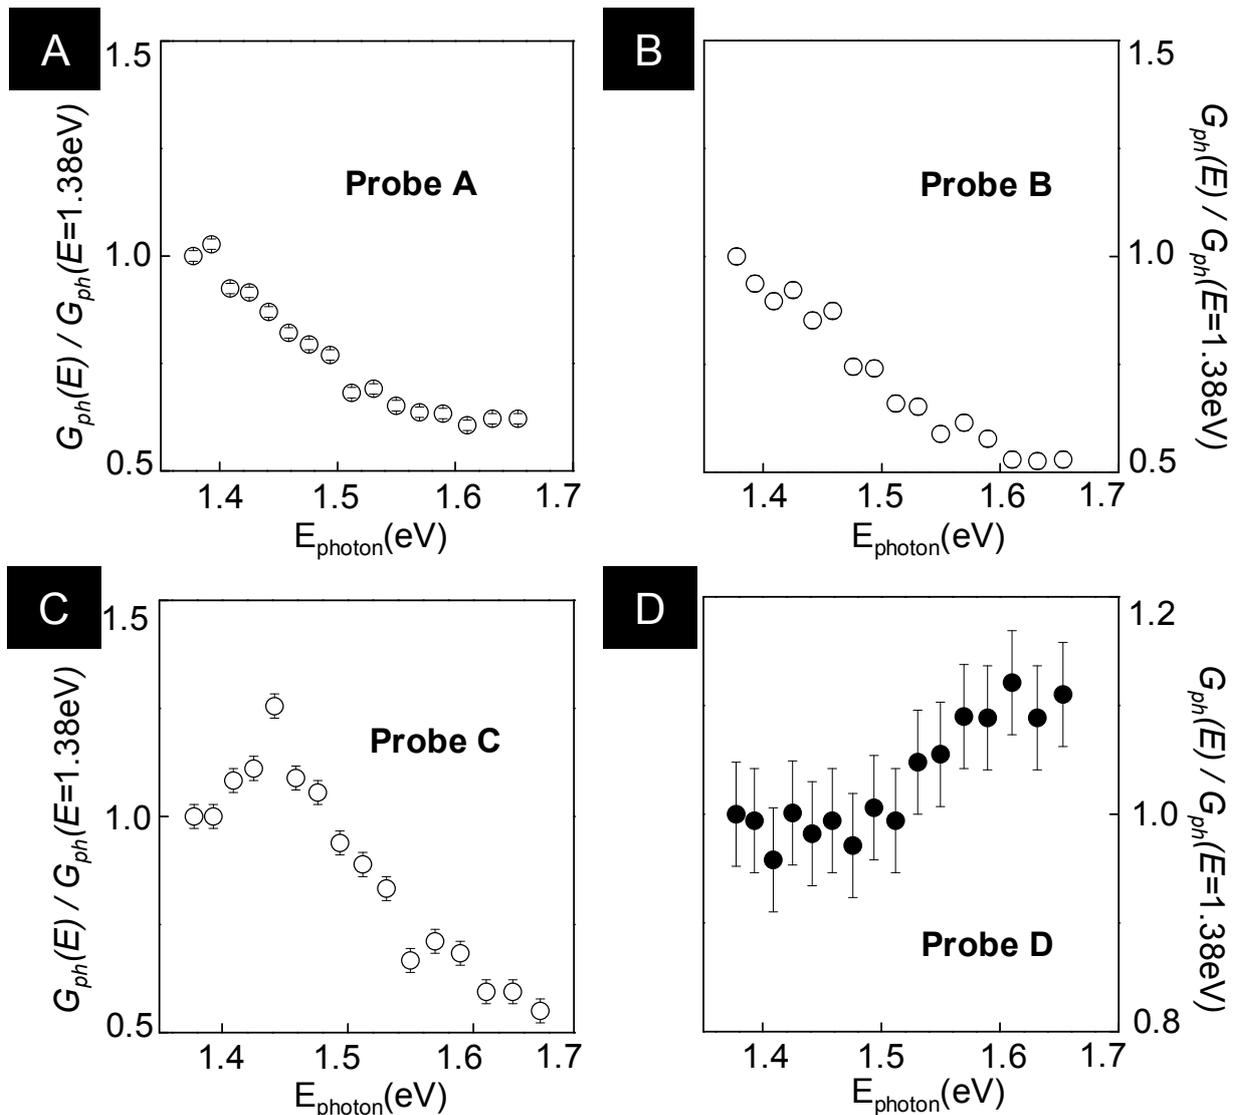 A
1.5
1.0
0.5
G_ph(E) / G_ph(E=1.38eV)
Probe A
1.4 1.5 1.6 1.7
E_photon(eV)
B
1.5
1.0
0.5
G_ph(E) / G_ph(E=1.38eV)
Probe B
1.4 1.5 1.6 1.7
E_photon(eV)
C
1.5
1.0
0.5
G_ph(E) / G_ph(E=1.38eV)
Probe C
1.4 1.5 1.6 1.7
E_photon(eV)
D
1.2
1.0
0.8
G_ph(E) / G_ph(E=1.38eV)
Probe D
1.4 1.5 1.6 1.7
E_photon(eV)